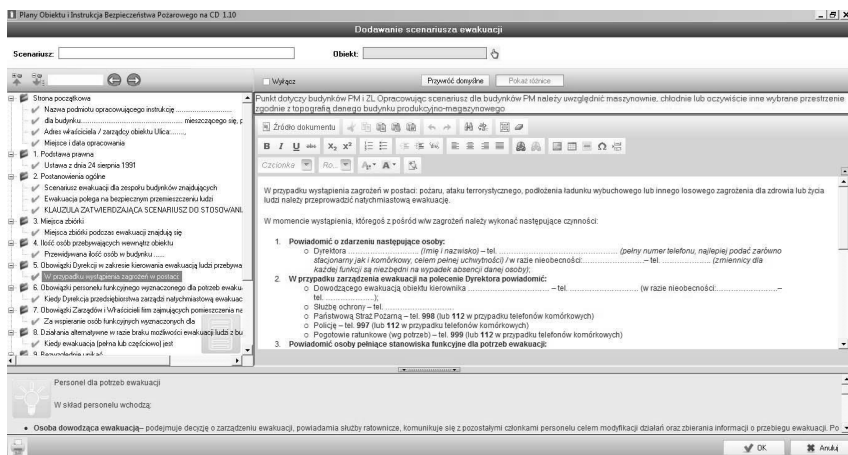 Plany Obiektu i Instrukcja Bezpieczeństwa Pożarowego na CD 1.10
Dodawanie scenariusza ewakuacji
Scenariusz:
Obiekt:
Wyłącz
Przywróć domyślne
Pokaż różnice
Strona początkowa
Nazwa podmiotu opracowującego instrukcję
dla budynku mieszczącego się, p
Adres właściciela / zarządcy obiektu Ulica:
Miejsce i data opracowania
1. Podstawa prawna
Ustawa z dnia 24 sierpnia 1991
2. Postanowienia ogólne
Scenariusz ewakuacji dla zespołu budynków znajdujących
Ewakuacja polega na bezpiecznym przemieszczeniu ludzi
KLAUZULA ZATWIERDZAJĄCA SCENARIUSZ DO STOSOWANI
3. Miejsca zbiórki
Miejsca zbiórki podczas ewakuacji znajdują się
4. Ilość osób przebywających wewnątrz obiektu
Przewidywana ilość osób w budynku ......
5. Obowiązki Dyrekcji w zakresie kierowania ewakuacją ludzi przebywa
W przypadku wystąpienia zagrożeń w postaci
6. Obowiązki personelu funkcyjnego wyznaczonego dla potrzeb ewaku
Kiedy Dyrekcja przedsiębiorstwa zarządzi natychmiastową ewakuac
7. Obowiązki Zarządów i Właścicieli firm zajmujących pomieszczenia na
Za wspieranie osób funkcyjnych wyznaczonych dla
8. Działania alternatywne w razie braku możliwości ewakuacji ludzi z bu
Kiedy ewakuacja (pełna lub częściowa) jest
9. Bezwzględnie unikać
Punkt dotyczy budynków PM i ZL Opracowując scenariusz dla budynków PM należy uwzględnić maszynownie, chłodnie lub oczywiście inne wybrane przestrzenie
zgodnie z topografią danego budynku produkcyjno-magazynowego
Źródło dokumentu
B I U abc X₂ X²
Czcionka Ro...
W przypadku wystąpienia zagrożeń w postaci: pożaru, ataku terrorystycznego, podłożenia ładunku wybuchowego lub innego losowego zagrożenia dla zdrowia lub życia
ludzi należy przeprowadzić natychmiastową ewakuację.
W momencie wystąpienia, któregoś z pośród w/w zagrożeń należy wykonać następujące czynności:
1. Powiadomić o zdarzeniu następujące osoby:
o Dyrektora ........................ (Imię i nazwisko) – tel. ........................ (pełny numer telefonu, najlepiej podać zarówno
stacjonarny jak i komórkowy, celem pełnej uchwytności) / w razie nieobecności: ........................ – tel. ........................ (zmiennicy dla
każdej funkcji są niezbędni na wypadek absencji danej osoby);
2. W przypadku zarządzenia ewakuacji na polecenie Dyrektora powiadomić:
o Dowodzącego ewakuacją obiektu kierownika ........................ – tel. ........................ (w razie nieobecności: ........................ –
tel. ........................);
o Służbę ochrony – tel. ........................
o Państwową Straż Pożarną – tel. 998 (lub 112 w przypadku telefonów komórkowych)
o Policję – tel. 997 (lub 112 w przypadku telefonów komórkowych)
o Pogotowie ratunkowe (wg potrzeb) – tel. 999 (lub 112 w przypadku telefonów komórkowych)
3. Powiadomić osoby pełniące stanowiska funkcyjne dla potrzeb ewakuacji:
Personel dla potrzeb ewakuacji
W skład personelu wchodzą:
• Osoba dowodząca ewakuacją– podejmuje decyzję o zarządzeniu ewakuacji, powiadamia służby ratownicze, komunikuje się z pozostałymi członkami personelu celem modyfikacji działań oraz zbierania informacji o przebiegu ewakuacji. Po
OK
Anuluj